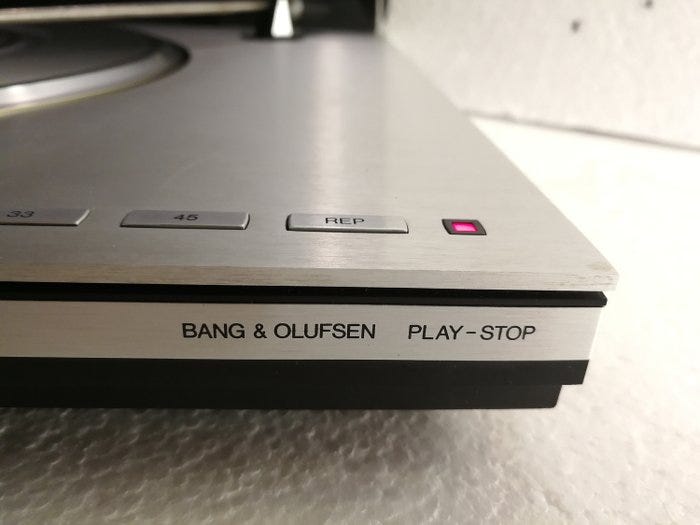 33 45 REP
BANG & OLUFSEN PLAY-STOP